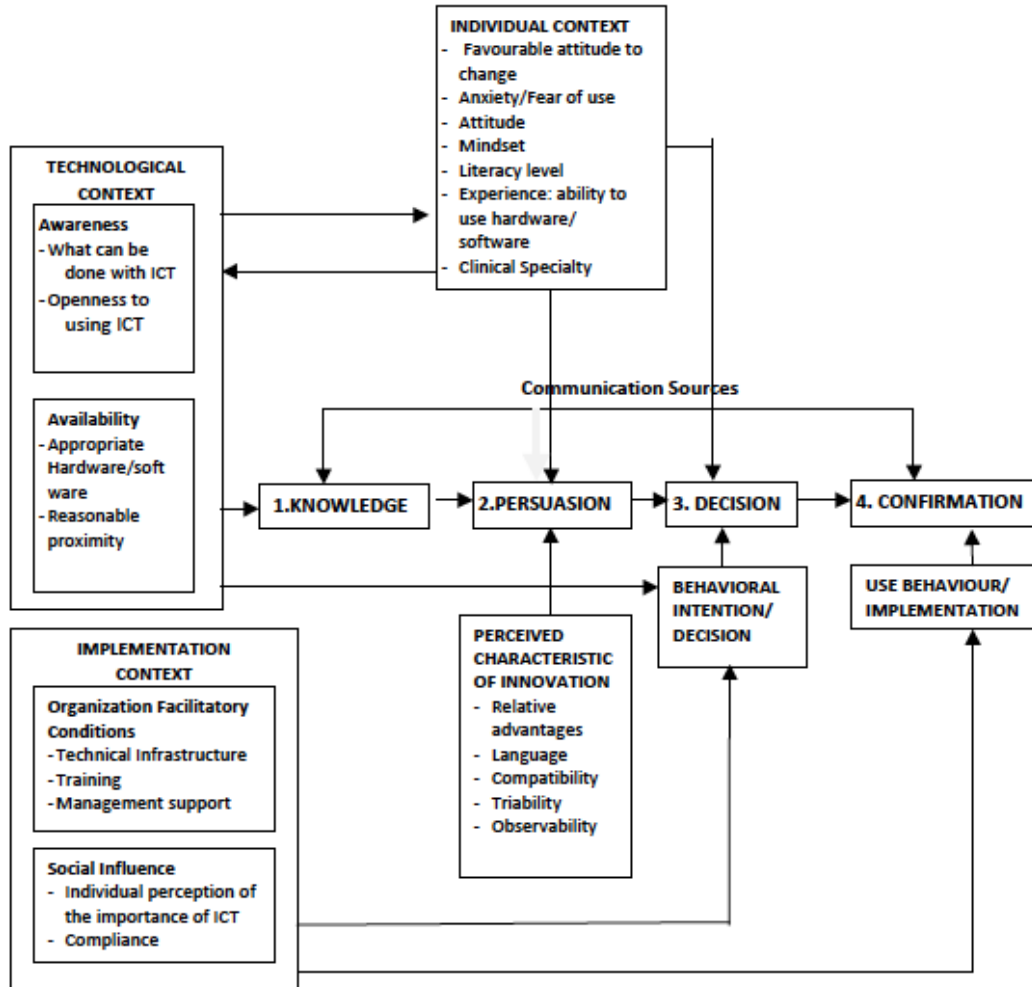 INDIVIDUAL CONTEXT
- Favourable attitude to
change
- Anxiety/Fear of use
- Attitude
- Mindset
- Literacy level
- Experience: ability to
use hardware/
software
- Clinical Specialty
TECHNOLOGICAL
CONTEXT
Awareness
- What can be
done with ICT
- Openness to
using ICT
Availability
- Appropriate
Hardware/soft
ware
- Reasonable
proximity
Communication Sources
1.KNOWLEDGE
2.PERSUASION
3. DECISION
4. CONFIRMATION
BEHAVIORAL
INTENTION/
DECISION
USE BEHAVIOUR/
IMPLEMENTATION
PERCEIVED
CHARACTERISTIC
OF INNOVATION
- Relative
advantages
- Language
- Compatibility
- Triability
- Observability
IMPLEMENTATION
CONTEXT
Organization Facilitatory
Conditions
- Technical Infrastructure
- Training
- Management support
Social Influence
- Individual perception of
the importance of ICT
- Compliance